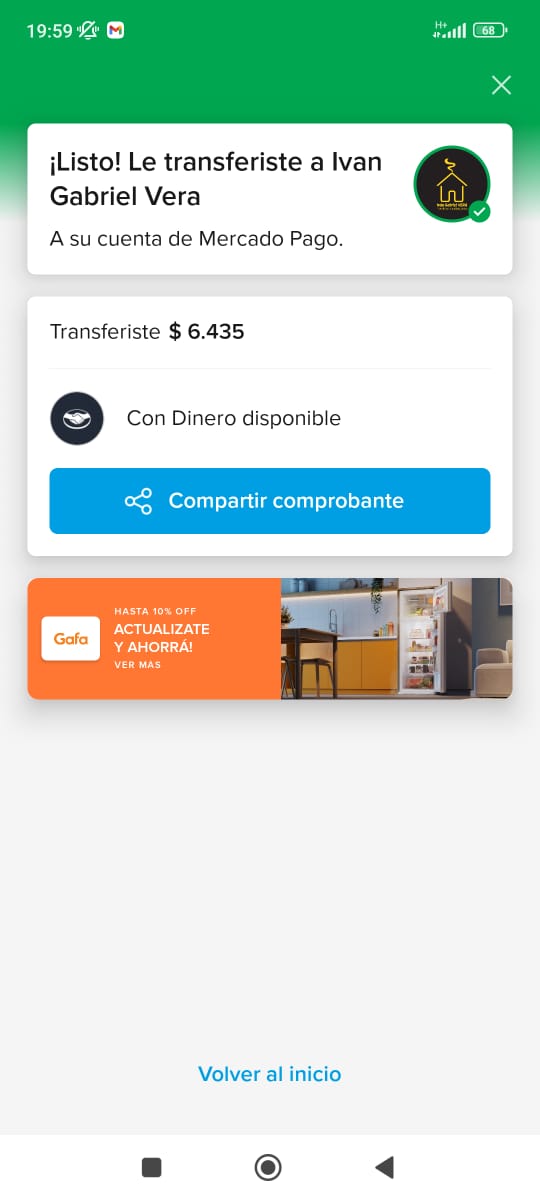 19:59
H+
68
¡Listo! Le transferiste a Ivan
Gabriel Vera
A su cuenta de Mercado Pago.
Transferiste $ 6.435
Con Dinero disponible
Compartir comprobante
HASTA 10% OFF
Gafa
ACTUALIZATE
Y AHORRÁ!
VER MAS
Volver al inicio